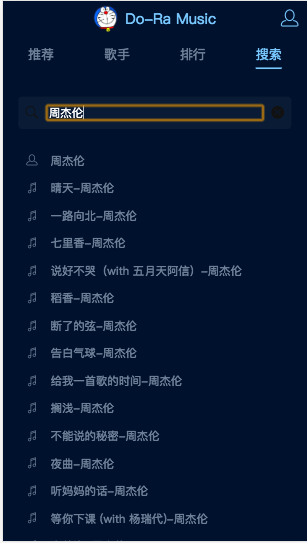 Do-Ra Music
推荐 歌手 排行 搜索
周杰伦
周杰伦
晴天-周杰伦
一路向北-周杰伦
七里香-周杰伦
说好不哭（with 五月天阿信）-周杰伦
稻香-周杰伦
断了的弦-周杰伦
告白气球-周杰伦
给我一首歌的时间-周杰伦
搁浅-周杰伦
不能说的秘密-周杰伦
夜曲-周杰伦
听妈妈的话-周杰伦
等你下课 (with 杨瑞代)-周杰伦